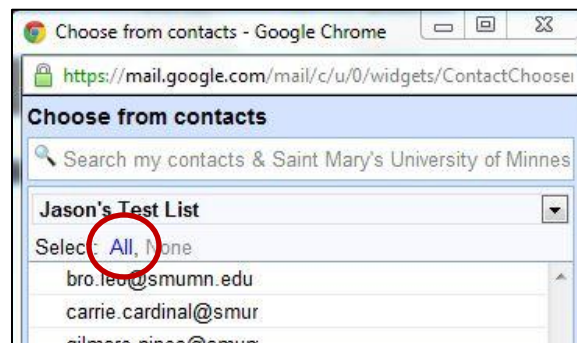 Choose from contacts - Google Chrome
https://mail.google.com/mail/c/u/0/widgets/ContactChooser
Choose from contacts
Search my contacts & Saint Mary's University of Minnes
Jason's Test List
Select: All, None
bro.leo@smumn.edu
carrie.cardinal@smur